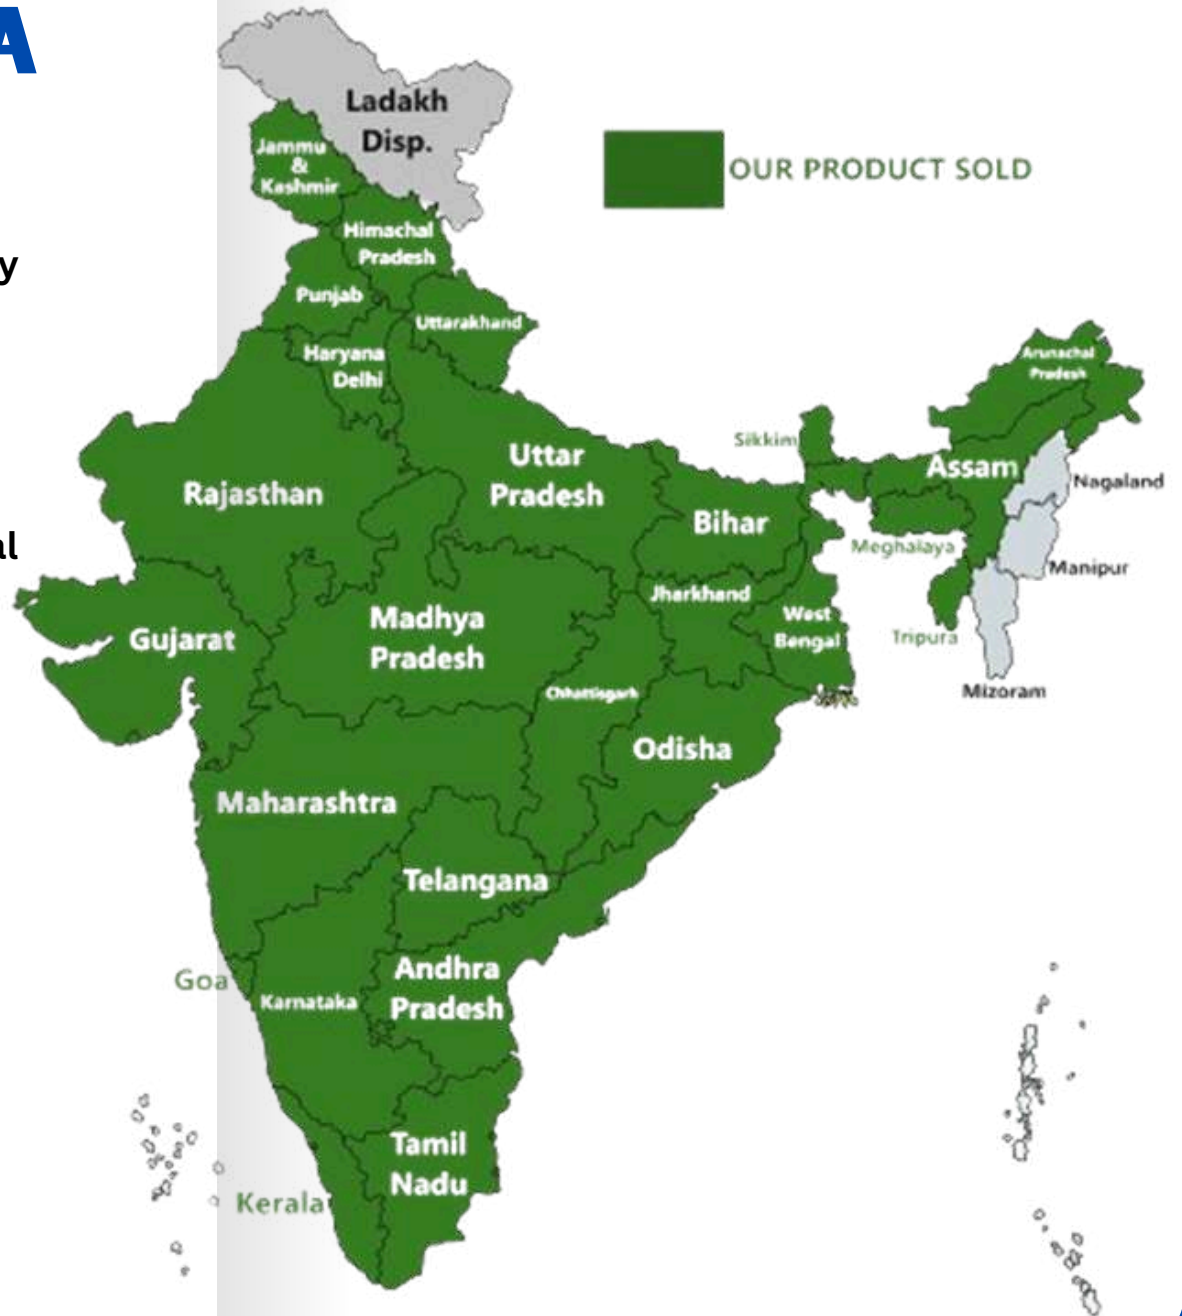 A
y
al
Ladakh
Disp.
OUR PRODUCT SOLD
Jammu
&
Kashmir
Himachal
Pradesh
Punjab
Uttarakhand
Haryana
Delhi
Arunachal
Pradesh
Sikkim
Assam
Nagaland
Uttar
Pradesh
Rajasthan
Bihar
Meghalaya
Manipur
Jharkhand
Madhya
Pradesh
West
Bengal
Gujarat
Tripura
Mizoram
Chhattisgarh
Odisha
Maharashtra
Telangana
Andhra
Pradesh
Goa
Karnataka
Tamil
Nadu
Kerala